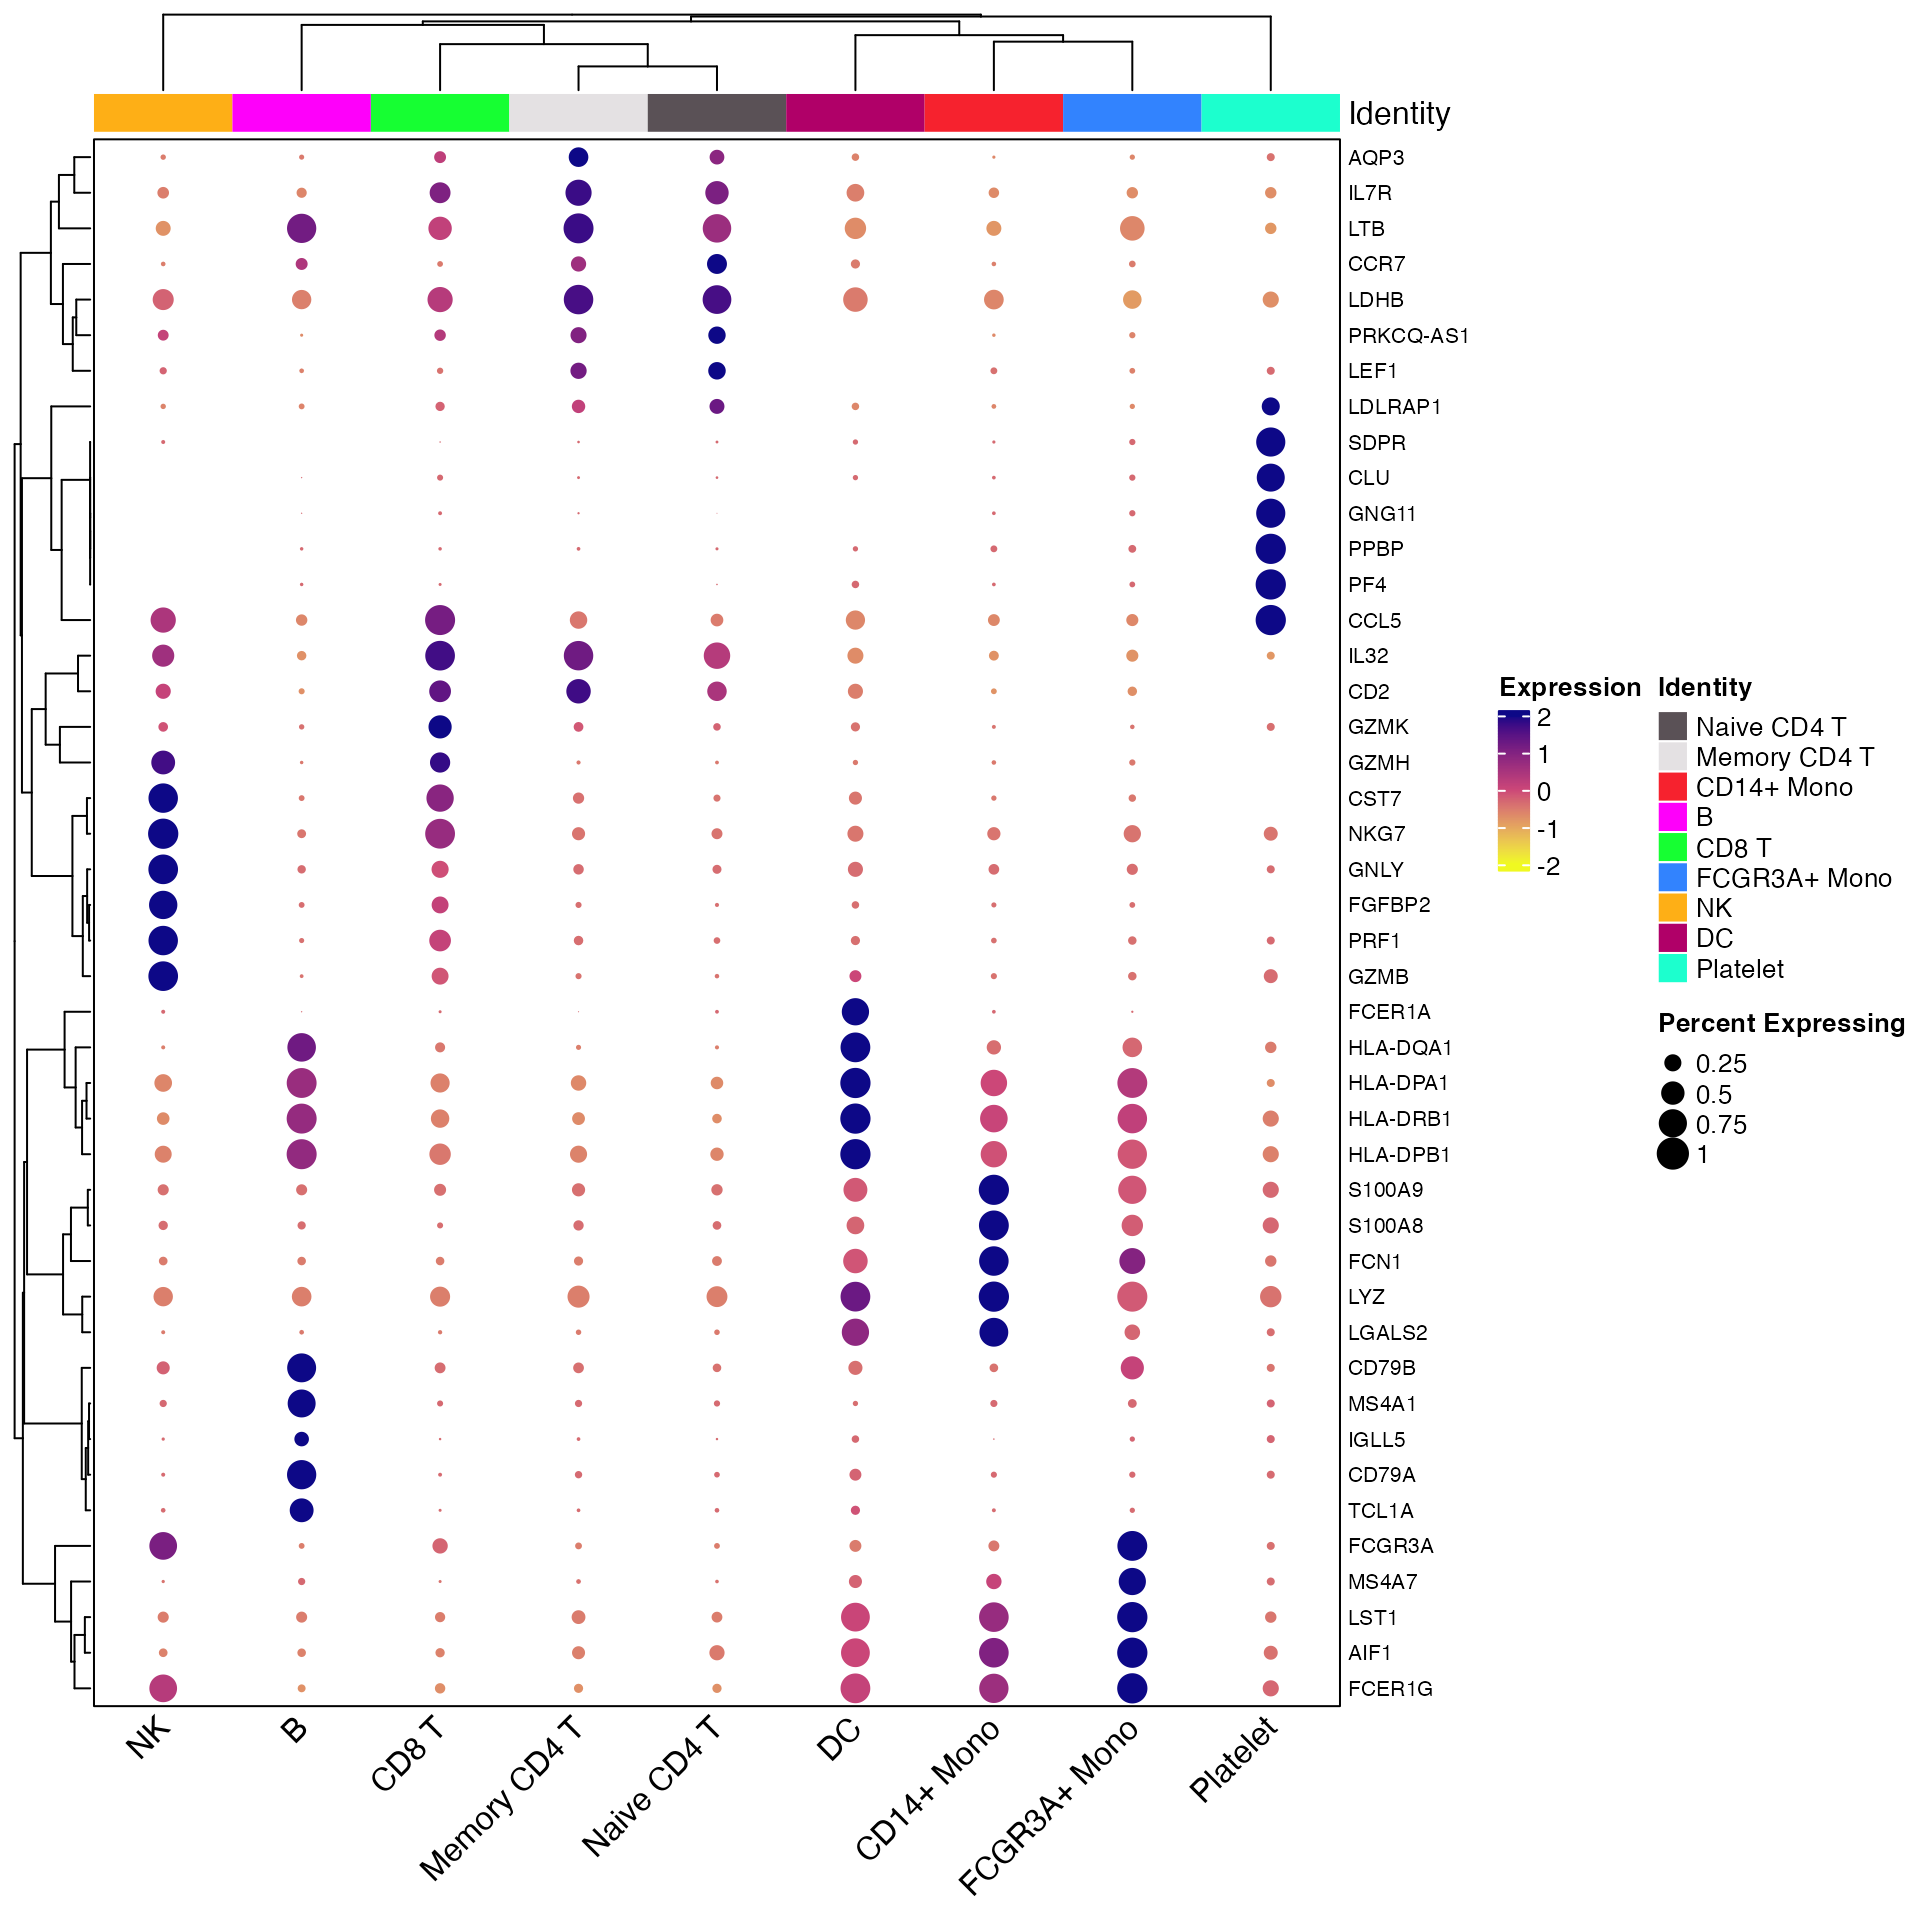 Identity
AQP3
IL7R
LTB
CCR7
LDHB
PRKCQ-AS1
LEF1
LDLRAP1
SDPR
CLU
GNG11
PPBP
PF4
CCL5
IL32
CD2
GZMK
GZMH
CST7
NKG7
GNLY
FGFBP2
PRF1
GZMB
FCER1A
HLA-DQA1
HLA-DPA1
HLA-DRB1
HLA-DPB1
S100A9
S100A8
FCN1
LYZ
LGALS2
CD79B
MS4A1
IGLL5
CD79A
TCL1A
FCGR3A
MS4A7
LST1
AIF1
FCER1G
NK
B
CD8 T
Memory CD4 T
Naive CD4 T
DC
CD14+ Mono
FCGR3A+ Mono
Platelet
Expression
2
1
0
-1
-2
Identity
Naive CD4 T
Memory CD4 T
CD14+ Mono
B
CD8 T
FCGR3A+ Mono
NK
DC
Platelet
Percent Expressing
0.25
0.5
0.75
1